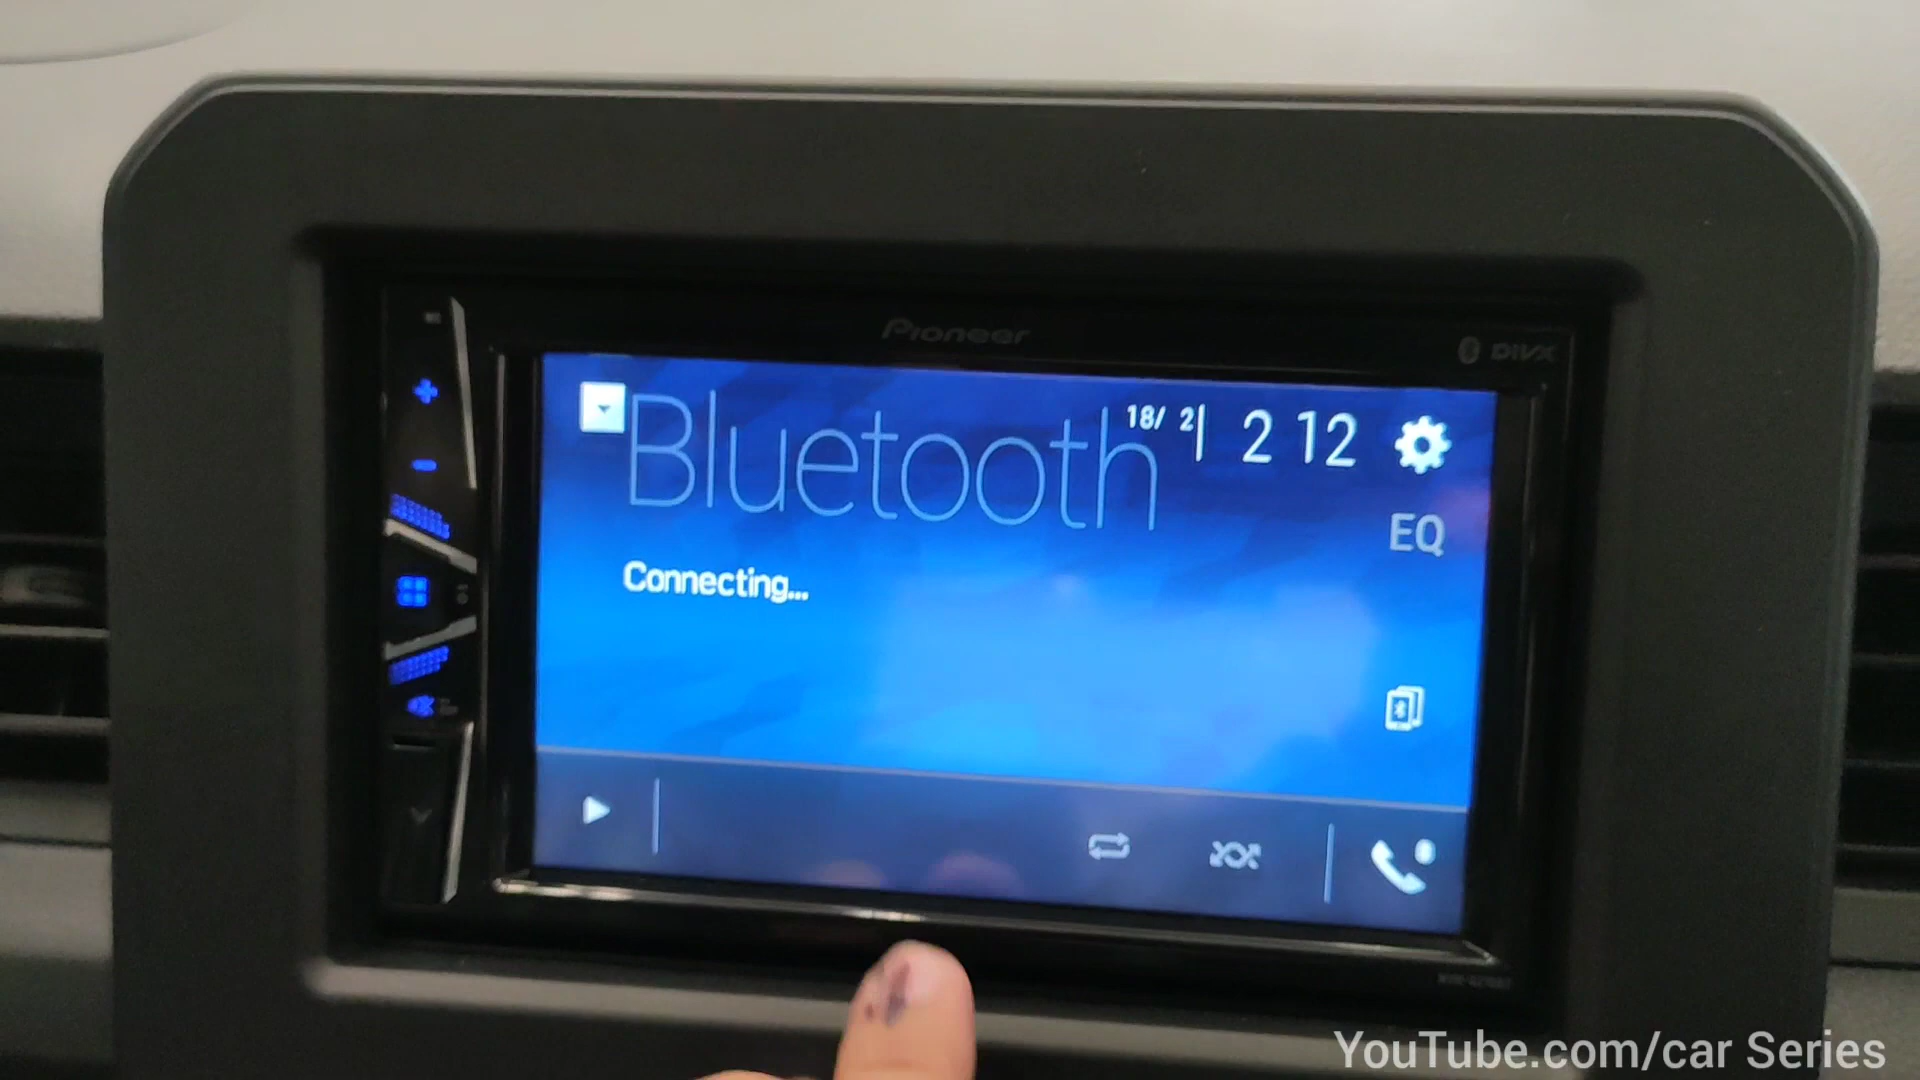 Pioneer
DIVX
Bluetooth
18/ 2
2 12
EQ
Connecting...
YouTube.com/car Series